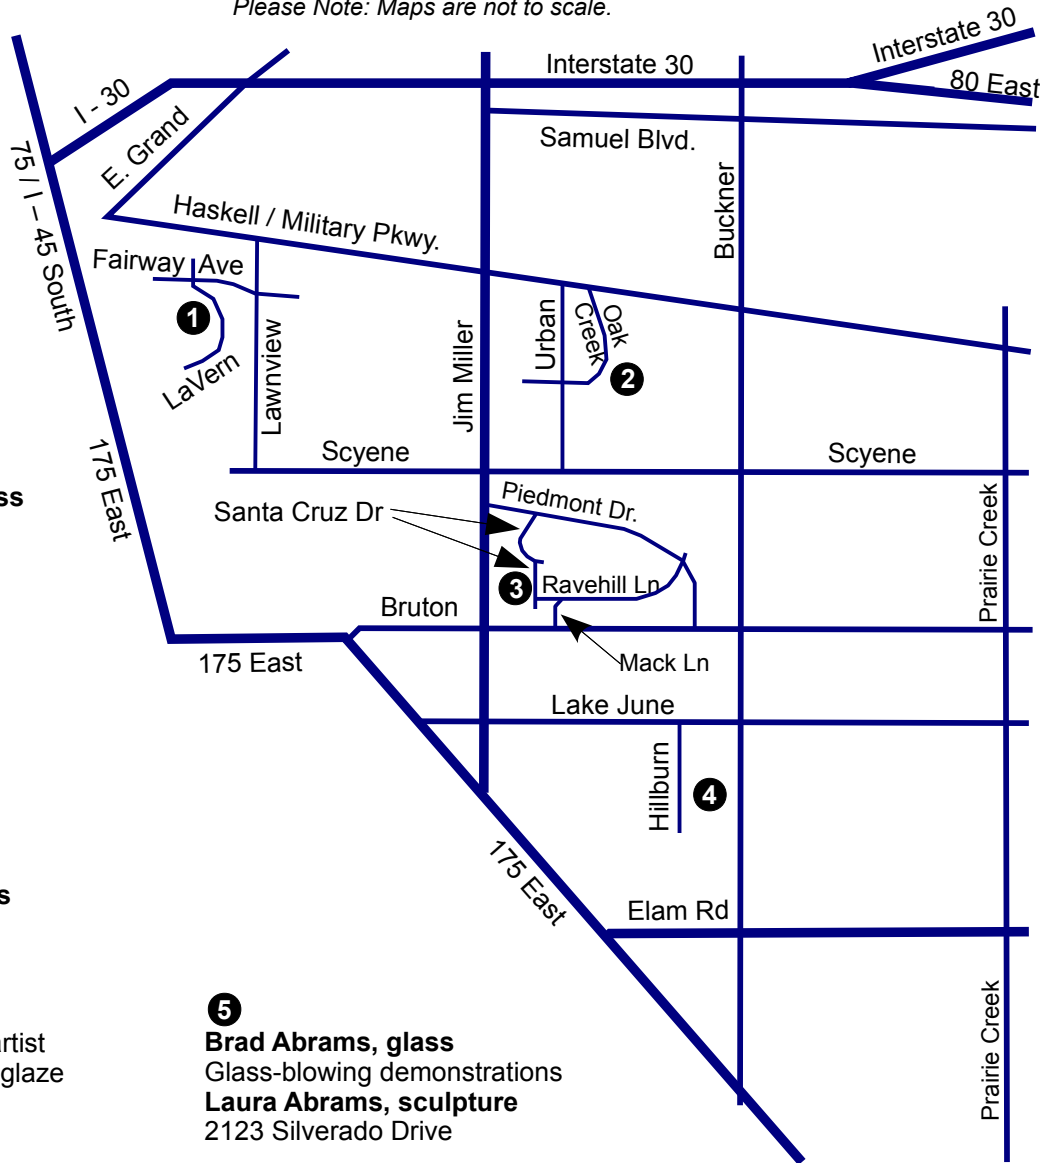 Please Note: Maps are not to scale.
Interstate 30
Interstate 30
80 East
I - 30
E. Grand
Samuel Blvd.
75 / I – 45 South
Haskell / Military Pkwy.
Buckner
Fairway Ave
1
LaVern
Lawnview
Jim Miller
Urban
Oak
Creek
2
Scyene
Scyene
175 East
ss
Santa Cruz Dr
Piedmont Dr.
Prairie Creek
3
Ravehill Ln
Bruton
175 East
Mack Ln
Lake June
Hillburn
4
175 East
s
Elam Rd
Prairie Creek
5
rtist
glaze
Brad Abrams, glass
Glass-blowing demonstrations
Laura Abrams, sculpture
2123 Silverado Drive